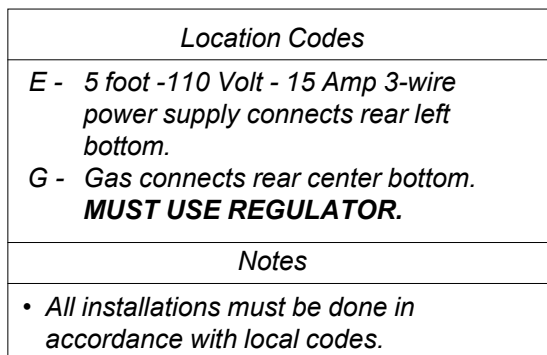 Location Codes
E - 5 foot -110 Volt - 15 Amp 3-wire
power supply connects rear left
bottom.
G - Gas connects rear center bottom.
MUST USE REGULATOR.
Notes
• All installations must be done in
accordance with local codes.